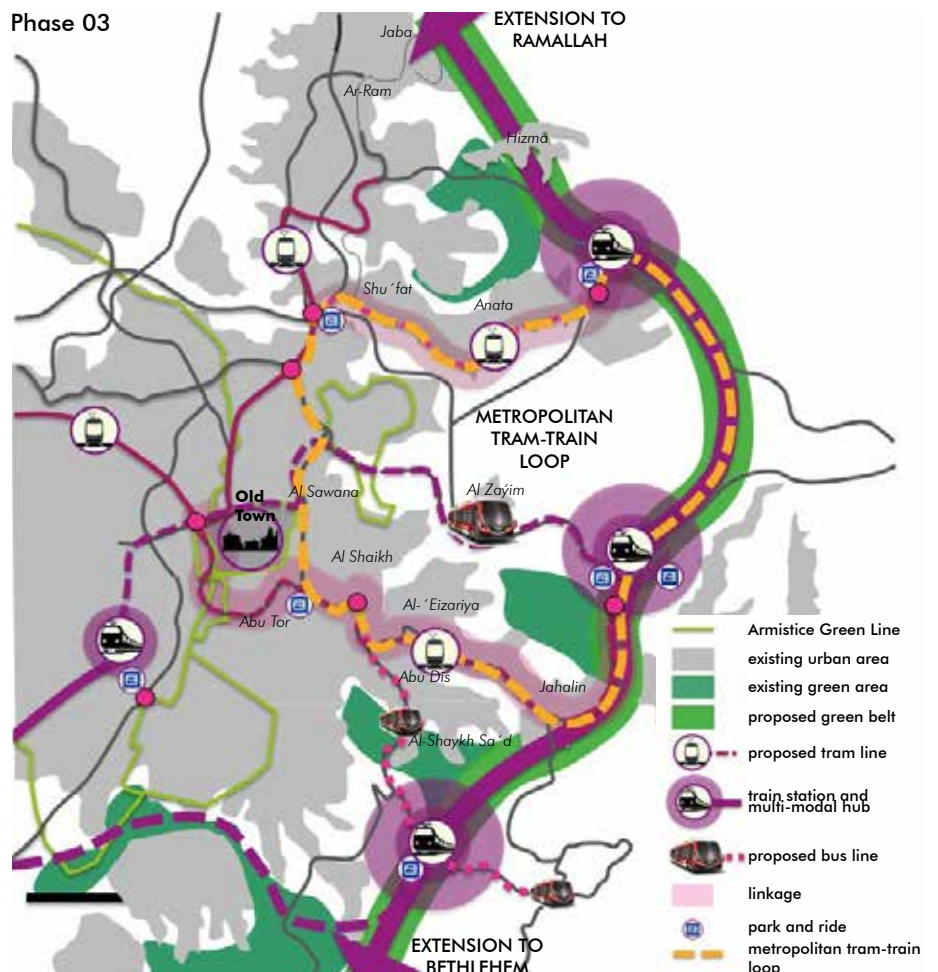 Phase 03
EXTENSION TO
RAMALLAH
Jaba
Ar-Ram
Hizma
Shu´fat
Anata
METROPOLITAN
TRAM-TRAIN
LOOP
Old
Town
Al Sawana
Al Zaýim
Al Shaikh
Al-´Eizariya
Abu Tor
Abu Dis
Jahalin
Al-Shaykh Sa´d
EXTENSION TO
BETHLEHEM
Armistice Green Line
existing urban area
existing green area
proposed green belt
proposed tram line
train station and
multi-modal hub
proposed bus line
linkage
park and ride
metropolitan tram-train
loop